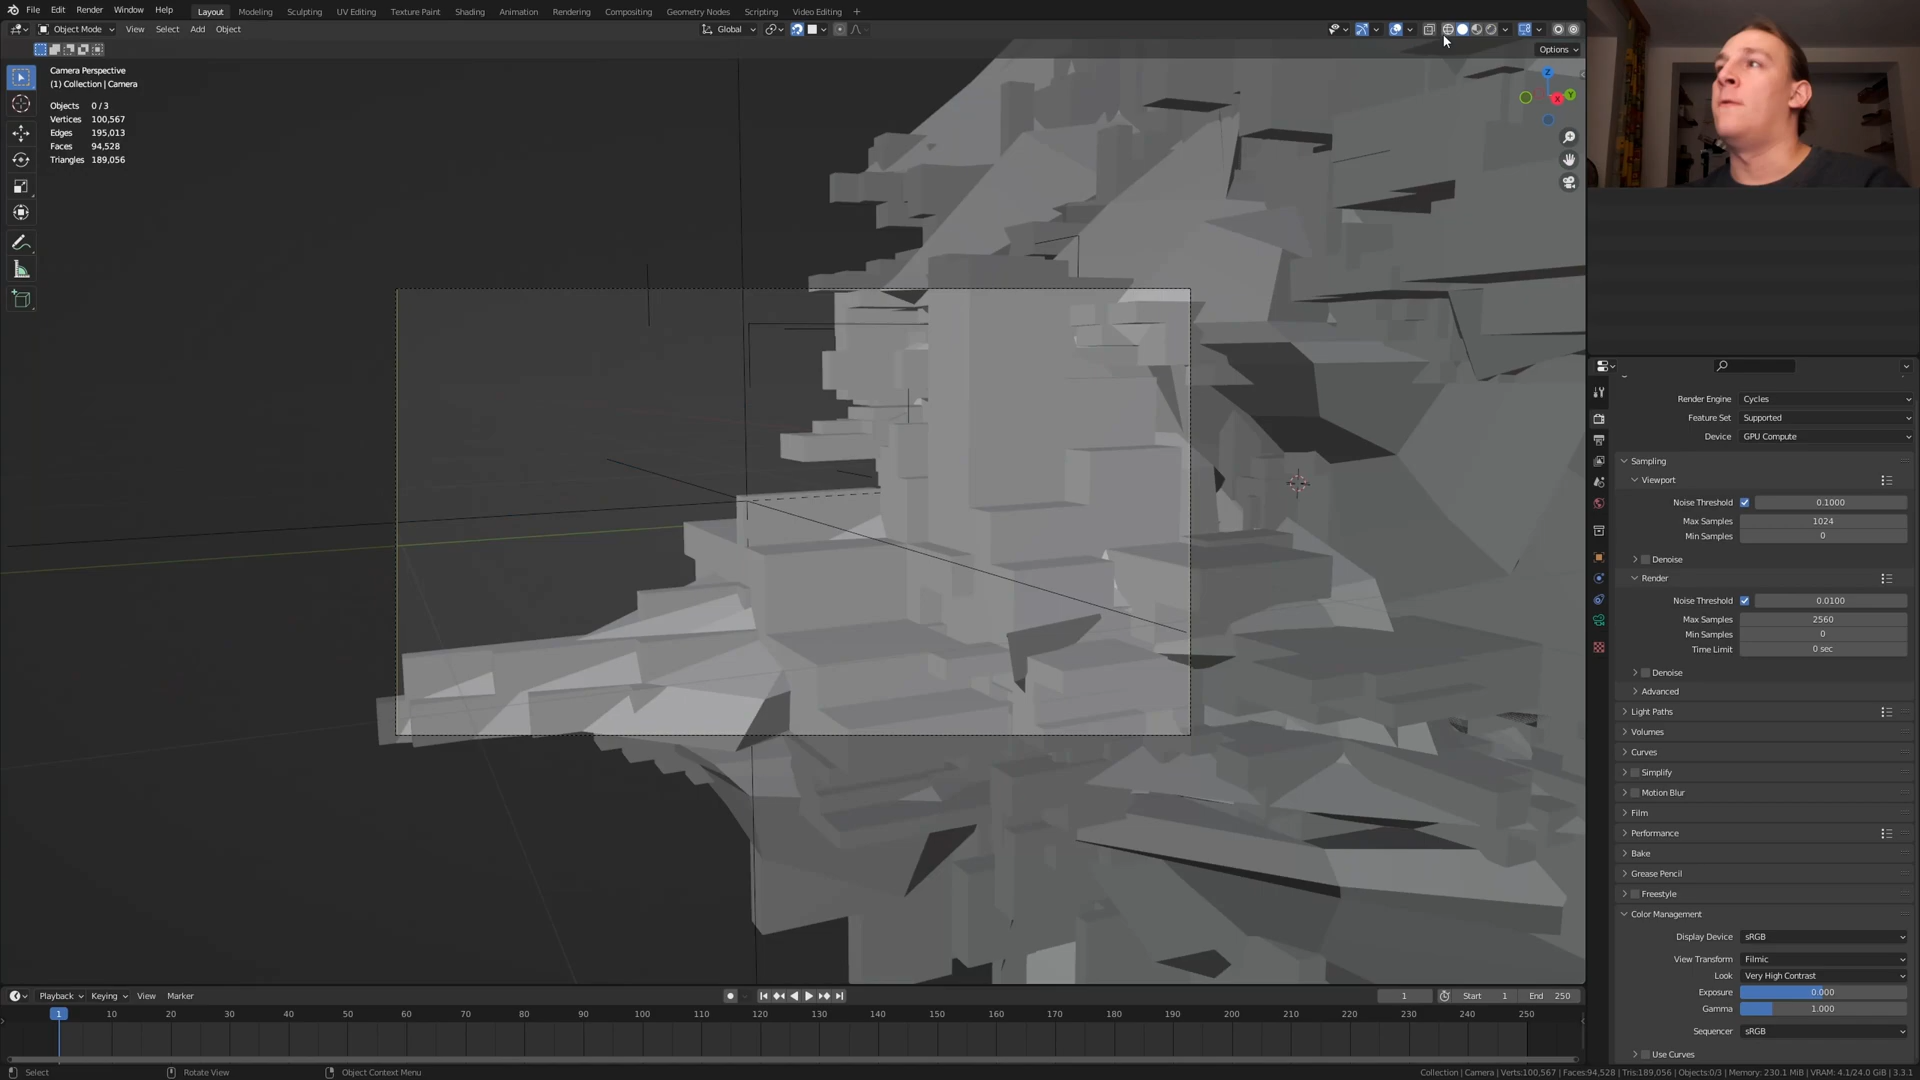 File Edit Render Window Help Layout Modeling Sculpting UV Editing Texture Paint Shading Animation Rendering Compositing Geometry Nodes Scripting Video Editing +
Object Mode View Select Add Object Global
Options
Camera Perspective
(1) Collection | Camera
Objects 0 / 3
Vertices 100,567
Edges 195,013
Faces 94,528
Triangles 189,056
Z
Y
X
Render Engine Cycles
Feature Set Supported
Device GPU Compute
Sampling
Viewport
Noise Threshold 0.1000
Max Samples 1024
Min Samples 0
Denoise
Render
Noise Threshold 0.0100
Max Samples 2560
Min Samples 0
Time Limit 0 sec
Denoise
Advanced
Light Paths
Volumes
Curves
Simplify
Motion Blur
Film
Performance
Bake
Grease Pencil
Freestyle
Color Management
Display Device sRGB
View Transform Filmic
Look Very High Contrast
Exposure 0.000
Gamma 1.000
Sequencer sRGB
Use Curves
Playback Keying View Marker 1 Start 1 End 250
1 10 20 30 40 50 60 70 80 90 100 110 120 130 140 150 160 170 180 190 200 210 220 230 240 250
Select Rotate View Object Context Menu Collection | Camera | Verts:100,567 | Faces:94,528 | Tris:189,056 | Objects:0/3 | Memory: 230.1 MiB | VRAM: 4.1/24.0 GiB | 3.3.1